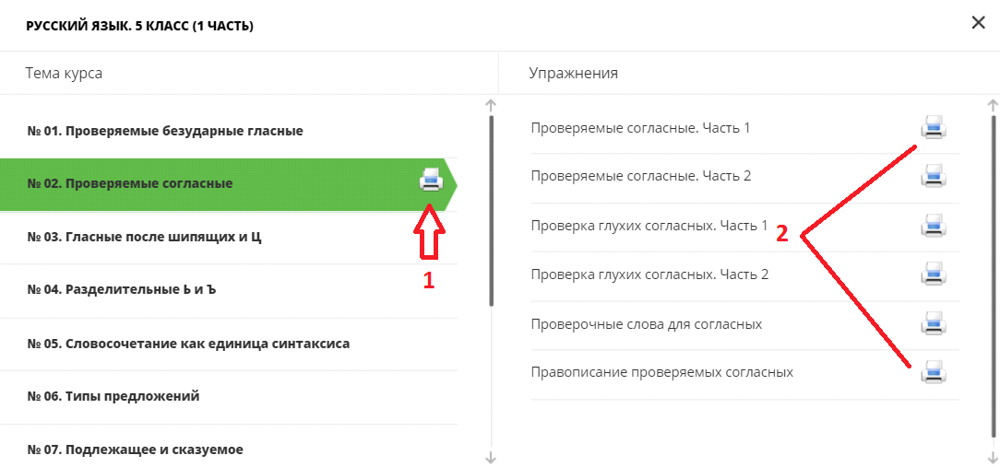 РУССКИЙ ЯЗЫК. 5 КЛАСС (1 ЧАСТЬ)
Тема курса
№ 01. Проверяемые безударные гласные
№ 02. Проверяемые согласные
1
№ 03. Гласные после шипящих и Ц
№ 04. Разделительные Ь и Ъ
№ 05. Словосочетание как единица синтаксиса
№ 06. Типы предложений
№ 07. Подлежащее и сказуемое
Упражнения
Проверяемые согласные. Часть 1
Проверяемые согласные. Часть 2
Проверка глухих согласных. Часть 1
2
Проверка глухих согласных. Часть 2
Проверочные слова для согласных
Правописание проверяемых согласных